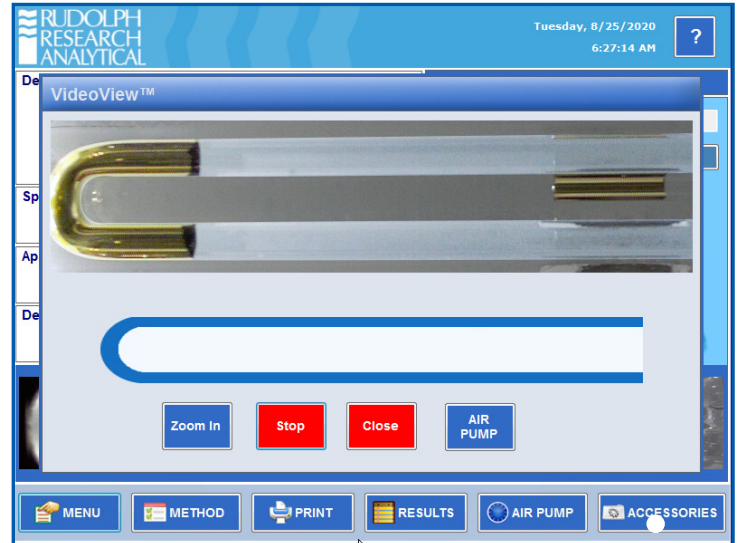 RUDOLPH
RESEARCH
ANALYTICAL
Tuesday, 8/25/2020
6:27:14 AM
?
De
VideoView™
Sp
Ap
De
Zoom In
Stop
Close
AIR
PUMP
MENU
METHOD
PRINT
RESULTS
AIR PUMP
ACCESSORIES